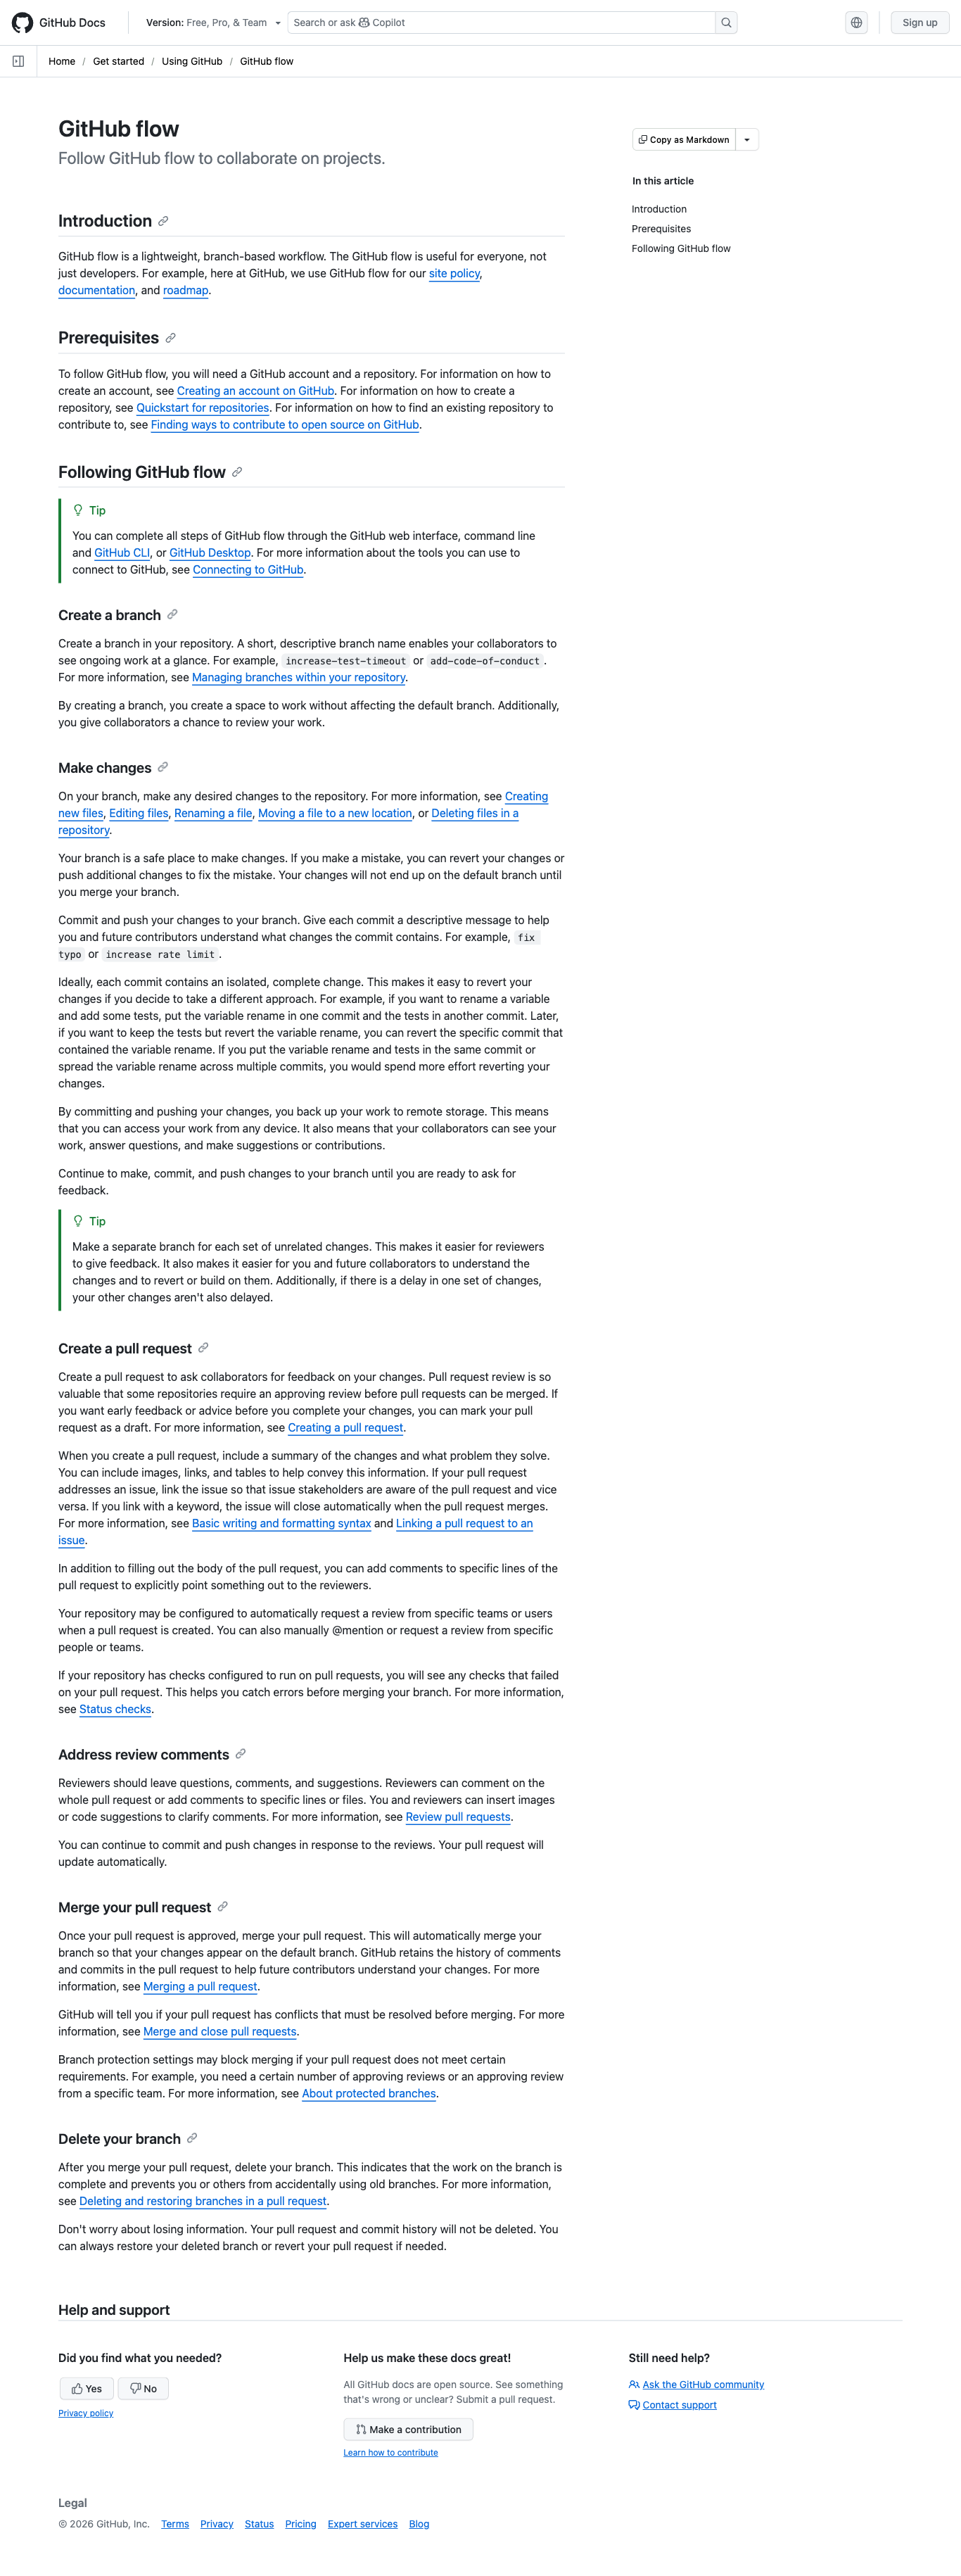 GitHub Docs
Version: Free, Pro, & Team
Search or ask Copilot
Sign up
Home / Get started / Using GitHub / GitHub flow
GitHub flow
Follow GitHub flow to collaborate on projects.
Copy as Markdown
In this article
Introduction
Prerequisites
Following GitHub flow
Introduction
GitHub flow is a lightweight, branch-based workflow. The GitHub flow is useful for everyone, not
just developers. For example, here at GitHub, we use GitHub flow for our site policy,
documentation, and roadmap.
Prerequisites
To follow GitHub flow, you will need a GitHub account and a repository. For information on how to
create an account, see Creating an account on GitHub. For information on how to create a
repository, see Quickstart for repositories. For information on how to find an existing repository to
contribute to, see Finding ways to contribute to open source on GitHub.
Following GitHub flow
Tip
You can complete all steps of GitHub flow through the GitHub web interface, command line
and GitHub CLI, or GitHub Desktop. For more information about the tools you can use to
connect to GitHub, see Connecting to GitHub.
Create a branch
Create a branch in your repository. A short, descriptive branch name enables your collaborators to
see ongoing work at a glance. For example, increase-test-timeout or add-code-of-conduct.
For more information, see Managing branches within your repository.
By creating a branch, you create a space to work without affecting the default branch. Additionally,
you give collaborators a chance to review your work.
Make changes
On your branch, make any desired changes to the repository. For more information, see Creating
new files, Editing files, Renaming a file, Moving a file to a new location, or Deleting files in a
repository.
Your branch is a safe place to make changes. If you make a mistake, you can revert your changes or
push additional changes to fix the mistake. Your changes will not end up on the default branch until
you merge your branch.
Commit and push your changes to your branch. Give each commit a descriptive message to help
you and future contributors understand what changes the commit contains. For example, fix
typo or increase rate limit.
Ideally, each commit contains an isolated, complete change. This makes it easy to revert your
changes if you decide to take a different approach. For example, if you want to rename a variable
and add some tests, put the variable rename in one commit and the tests in another commit. Later,
if you want to keep the tests but revert the variable rename, you can revert the specific commit that
contained the variable rename. If you put the variable rename and tests in the same commit or
spread the variable rename across multiple commits, you would spend more effort reverting your
changes.
By committing and pushing your changes, you back up your work to remote storage. This means
that you can access your work from any device. It also means that your collaborators can see your
work, answer questions, and make suggestions or contributions.
Continue to make, commit, and push changes to your branch until you are ready to ask for
feedback.
Tip
Make a separate branch for each set of unrelated changes. This makes it easier for reviewers
to give feedback. It also makes it easier for you and future collaborators to understand the
changes and to revert or build on them. Additionally, if there is a delay in one set of changes,
your other changes aren't also delayed.
Create a pull request
Create a pull request to ask collaborators for feedback on your changes. Pull request review is so
valuable that some repositories require an approving review before pull requests can be merged. If
you want early feedback or advice before you complete your changes, you can mark your pull
request as a draft. For more information, see Creating a pull request.
When you create a pull request, include a summary of the changes and what problem they solve.
You can include images, links, and tables to help convey this information. If your pull request
addresses an issue, link the issue so that issue stakeholders are aware of the pull request and vice
versa. If you link with a keyword, the issue will close automatically when the pull request merges.
For more information, see Basic writing and formatting syntax and Linking a pull request to an
issue.
In addition to filling out the body of the pull request, you can add comments to specific lines of the
pull request to explicitly point something out to the reviewers.
Your repository may be configured to automatically request a review from specific teams or users
when a pull request is created. You can also manually @mention or request a review from specific
people or teams.
If your repository has checks configured to run on pull requests, you will see any checks that failed
on your pull request. This helps you catch errors before merging your branch. For more information,
see Status checks.
Address review comments
Reviewers should leave questions, comments, and suggestions. Reviewers can comment on the
whole pull request or add comments to specific lines or files. You and reviewers can insert images
or code suggestions to clarify comments. For more information, see Review pull requests.
You can continue to commit and push changes in response to the reviews. Your pull request will
update automatically.
Merge your pull request
Once your pull request is approved, merge your pull request. This will automatically merge your
branch so that your changes appear on the default branch. GitHub retains the history of comments
and commits in the pull request to help future contributors understand your changes. For more
information, see Merging a pull request.
GitHub will tell you if your pull request has conflicts that must be resolved before merging. For more
information, see Merge and close pull requests.
Branch protection settings may block merging if your pull request does not meet certain
requirements. For example, you need a certain number of approving reviews or an approving review
from a specific team. For more information, see About protected branches.
Delete your branch
After you merge your pull request, delete your branch. This indicates that the work on the branch is
complete and prevents you or others from accidentally using old branches. For more information,
see Deleting and restoring branches in a pull request.
Don't worry about losing information. Your pull request and commit history will not be deleted. You
can always restore your deleted branch or revert your pull request if needed.
Help and support
Did you find what you needed?
Yes
No
Privacy policy
Help us make these docs great!
All GitHub docs are open source. See something
that's wrong or unclear? Submit a pull request.
Make a contribution
Learn how to contribute
Still need help?
Ask the GitHub community
Contact support
Legal
© 2026 GitHub, Inc. Terms Privacy Status Pricing Expert services Blog